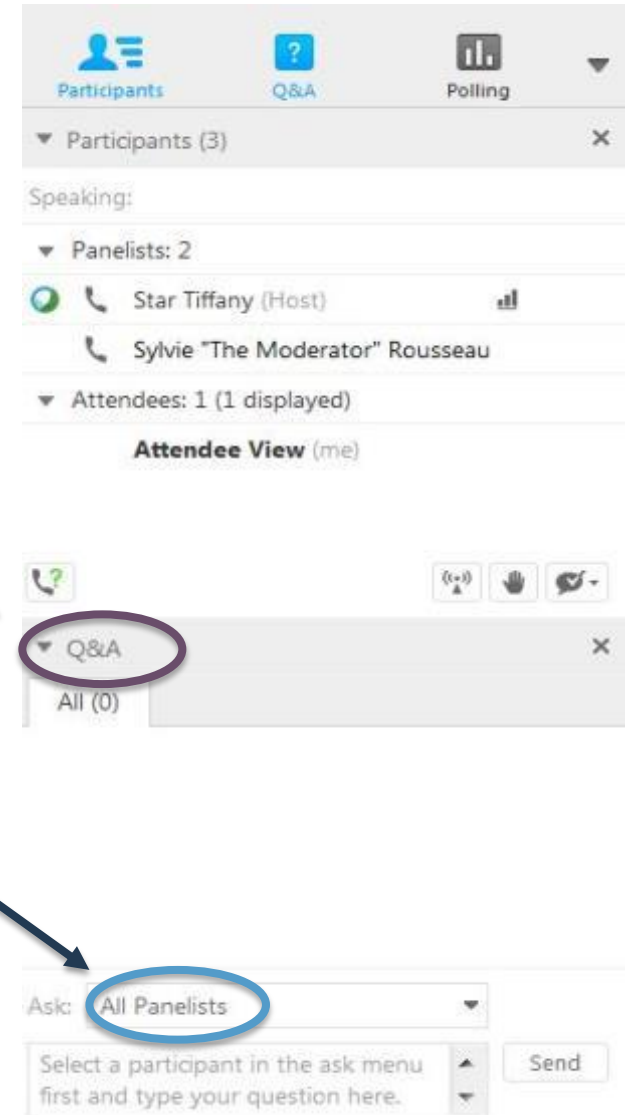 Participants Q&A Polling
Participants (3)
Speaking:
Panelists: 2
Star Tiffany (Host)
Sylvie "The Moderator" Rousseau
Attendees: 1 (1 displayed)
Attendee View (me)
?
Q&A
All (0)
Ask: All Panelists
Select a participant in the ask menu
first and type your question here.
Send